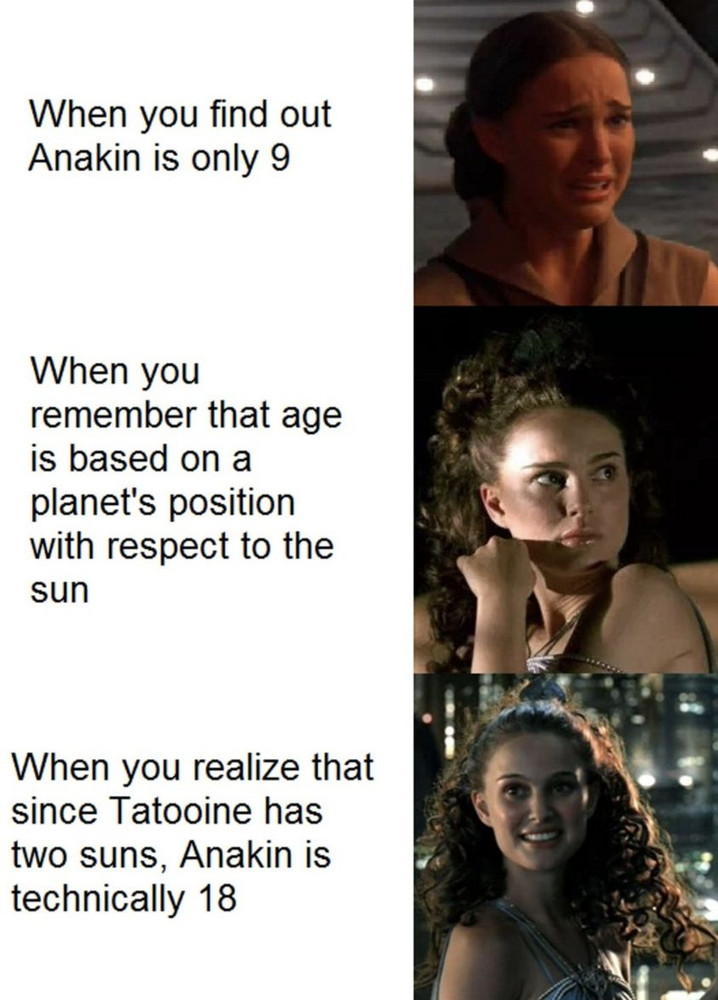 When you find out
Anakin is only 9
When you
remember that age
is based on a
planet's position
with respect to the
sun
When you realize that
since Tatooine has
two suns, Anakin is
technically 18